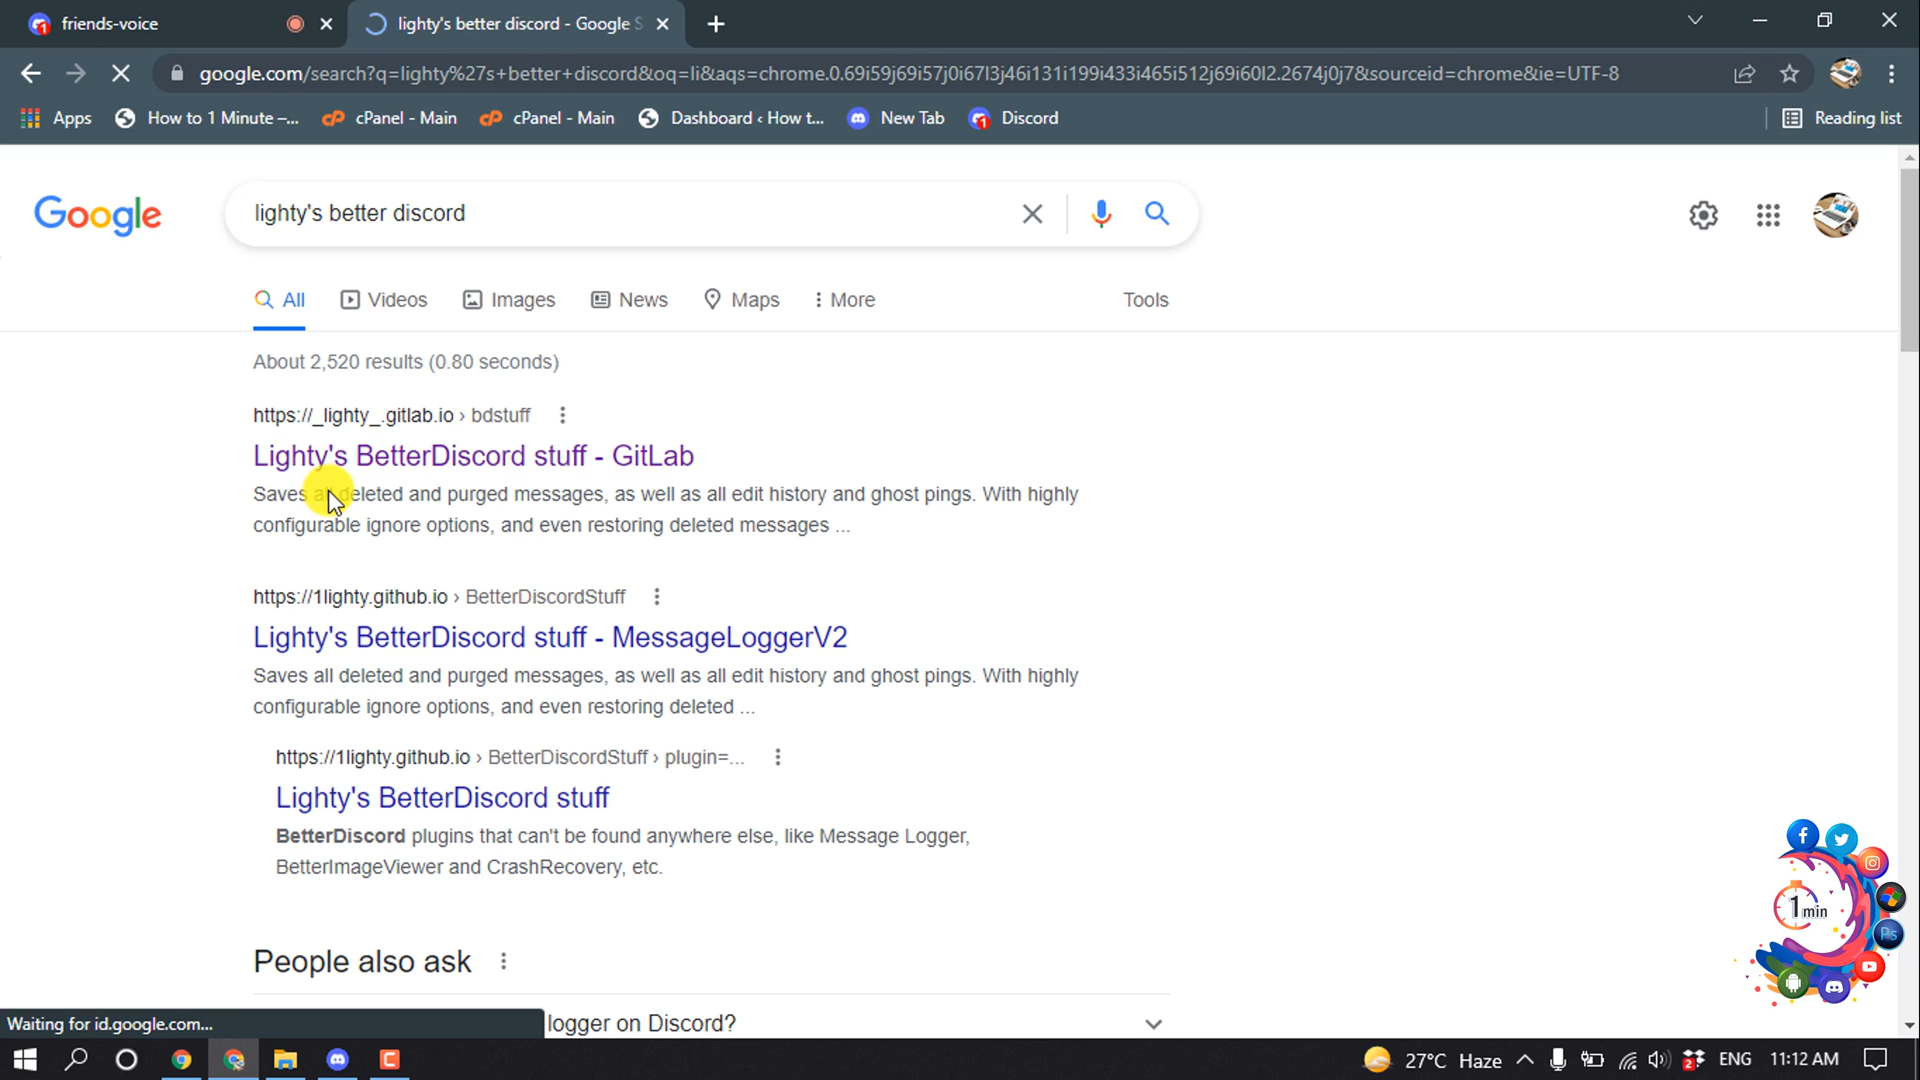 friends-voice
lighty's better discord - Google S
google.com/search?q=lighty%27s+better+discord&oq=li&aqs=chrome.0.69i59j69i57j0i67l3j46i131i199i433i465i512j69i60l2.2674j0j7&sourceid=chrome&ie=UTF-8
Apps How to 1 Minute –... cPanel - Main cPanel - Main Dashboard ‹ How t... New Tab Discord Reading list
Google lighty's better discord
All Videos Images News Maps More Tools
About 2,520 results (0.80 seconds)
https://_lighty_.gitlab.io › bdstuff
Lighty's BetterDiscord stuff - GitLab
Saves all deleted and purged messages, as well as all edit history and ghost pings. With highly
configurable ignore options, and even restoring deleted messages ...
https://1lighty.github.io › BetterDiscordStuff
Lighty's BetterDiscord stuff - MessageLoggerV2
Saves all deleted and purged messages, as well as all edit history and ghost pings. With highly
configurable ignore options, and even restoring deleted ...
https://1lighty.github.io › BetterDiscordStuff › plugin=...
Lighty's BetterDiscord stuff
BetterDiscord plugins that can't be found anywhere else, like Message Logger,
BetterImageViewer and CrashRecovery, etc.
1min
Ps
People also ask
Waiting for id.google.com...
logger on Discord?
27°C Haze ENG 11:12 AM